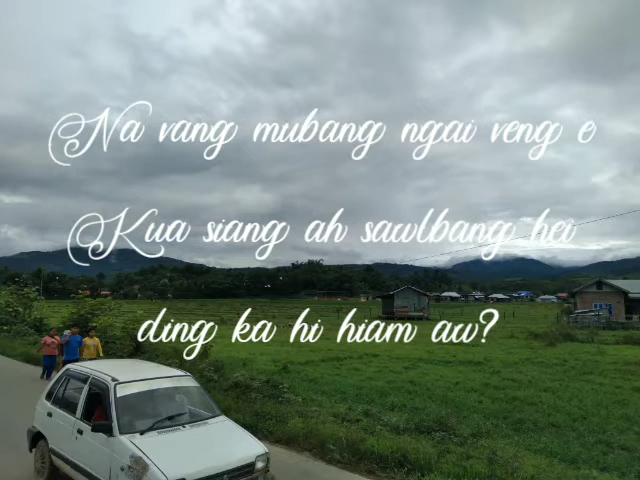 Na vang mubang ngai veng e
Kua siang ah sawlbang hei
ding ka hi hiam aw?